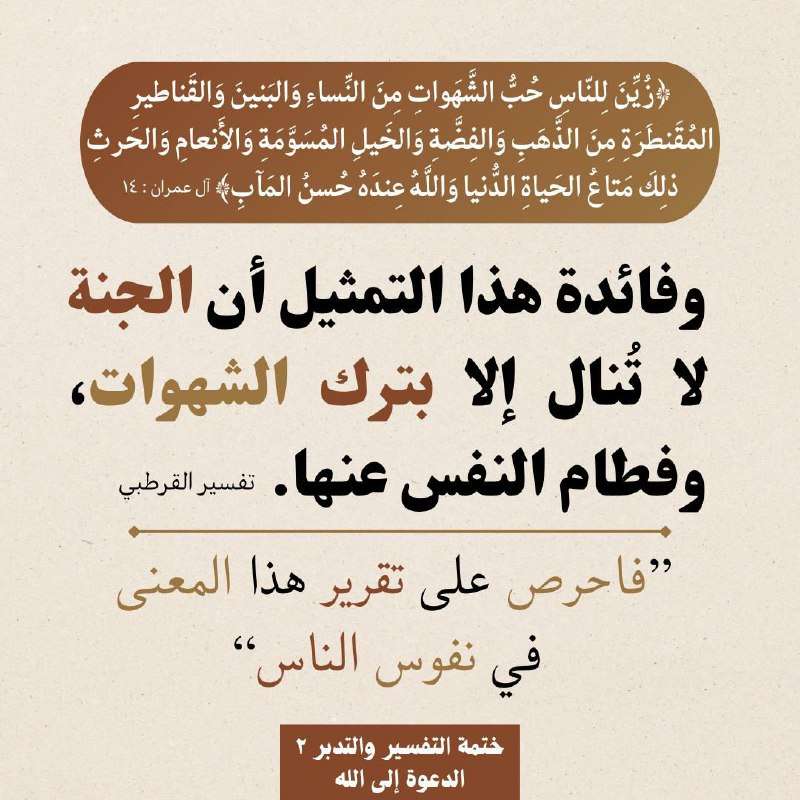 ﴿زُيِّنَ لِلنّاسِ حُبُّ الشَّهَواتِ مِنَ النِّساءِ وَالبَنينَ وَالقَناطيرِ
المُقَنطَرَةِ مِنَ الذَّهَبِ وَالفِضَّةِ وَالخَيلِ المُسَوَّمَةِ وَالأَنعامِ وَالحَرثِ
ذلِكَ مَتاعُ الحَياةِ الدُّنيا وَاللَّهُ عِندَهُ حُسنُ المَآبِ﴾ آل عمران : ١٤
وفائدة هذا التمثيل أن الجنة
لا تُنال إلا بترك الشهوات،
وفطام النفس عنها. تفسير القرطبي
”فاحرص على تقرير هذا المعنى
في نفوس الناس“
ختمة التفسير والتدبر ٢
الدعوة إلى الله